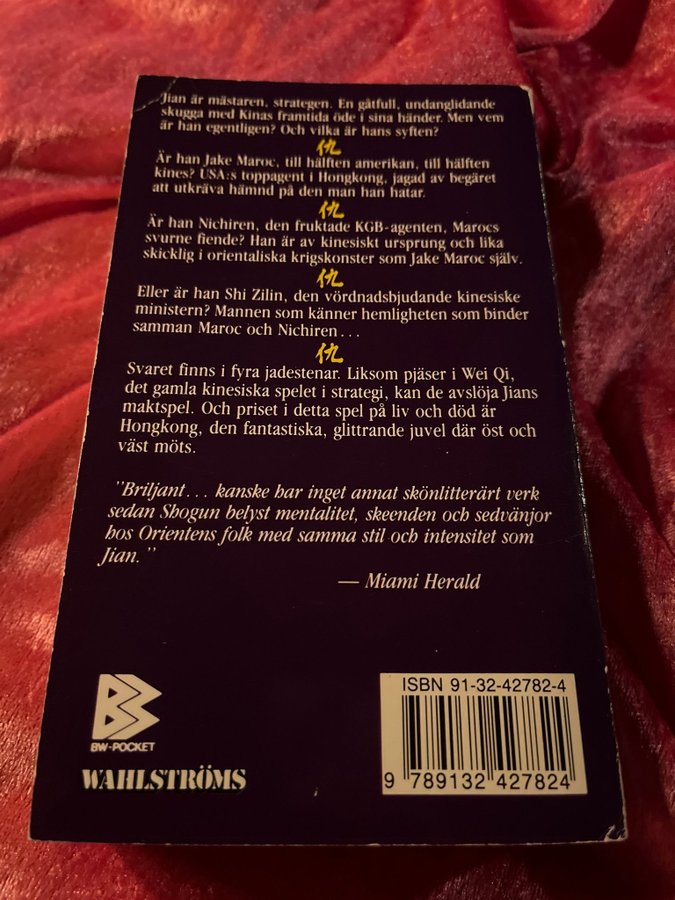 Jian är mästaren, strategen. En gåtfull, undanglidande
skugga med Kinas framtida öde i sina händer. Men vem
är han egentligen? Och vilka är hans syften?
仇
Är han Jake Maroc, till hälften amerikan, till hälften
kines? USA:s toppagent i Hongkong, jagad av begäret
att utkräva hämnd på den man han hatar.
仇
Är han Nichiren, den fruktade KGB-agenten, Marocs
svurne fiende? Han är av kinesiskt ursprung och lika
skicklig i orientaliska krigskonster som Jake Maroc själv.
仇
Eller är han Shi Zilin, den vördnadsbjudande kinesiske
ministern? Mannen som känner hemligheten som binder
samman Maroc och Nichiren...
仇
Svaret finns i fyra jadestenar. Liksom pjäser i Wei Qi,
det gamla kinesiska spelet i strategi, kan de avslöja Jians
maktspel. Och priset i detta spel på liv och död är
Hongkong, den fantastiska, glittrande juvel där öst och
väst möts.
"Briljant... kanske har inget annat skönlitterärt verk
sedan Shogun belyst mentalitet, skeenden och sedvänjor
hos Orientens folk med samma stil och intensitet som
Jian."
— Miami Herald
BW-POCKET
WAHLSTRÖMS
ISBN 91-32-42782-4
9 789132 427824